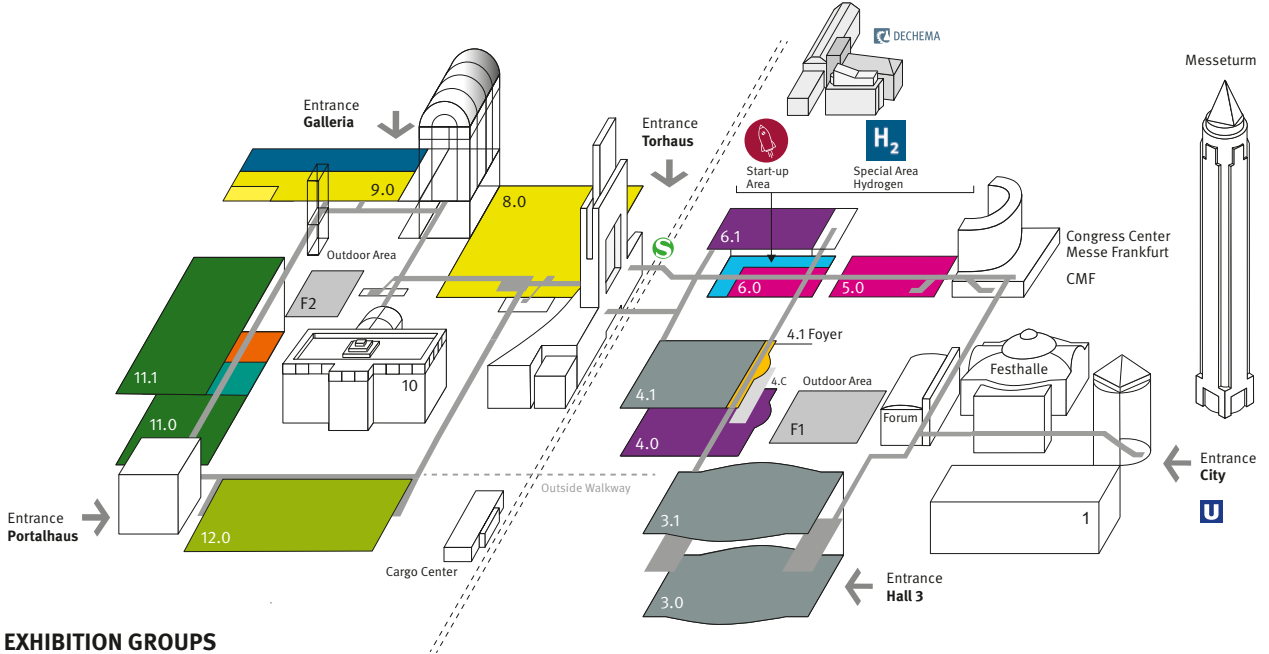 DECHEMA
Messeturm
Entrance
Galleria
Entrance
Torhaus
H₂
Start-up
Area
Special Area
Hydrogen
9.0
8.0
S
6.1
Congress Center
Messe Frankfurt
CMF
Outdoor Area
F2
6.0
5.0
4.1 Foyer
11.1
10
4.1
4.C
Outdoor Area
Festhalle
11.0
4.0
F1
Forum
Entrance
City
Outside Walkway
U
Entrance
Portalhaus
12.0
3.1
1
Cargo Center
Entrance
Hall 3
3.0
EXHIBITION GROUPS